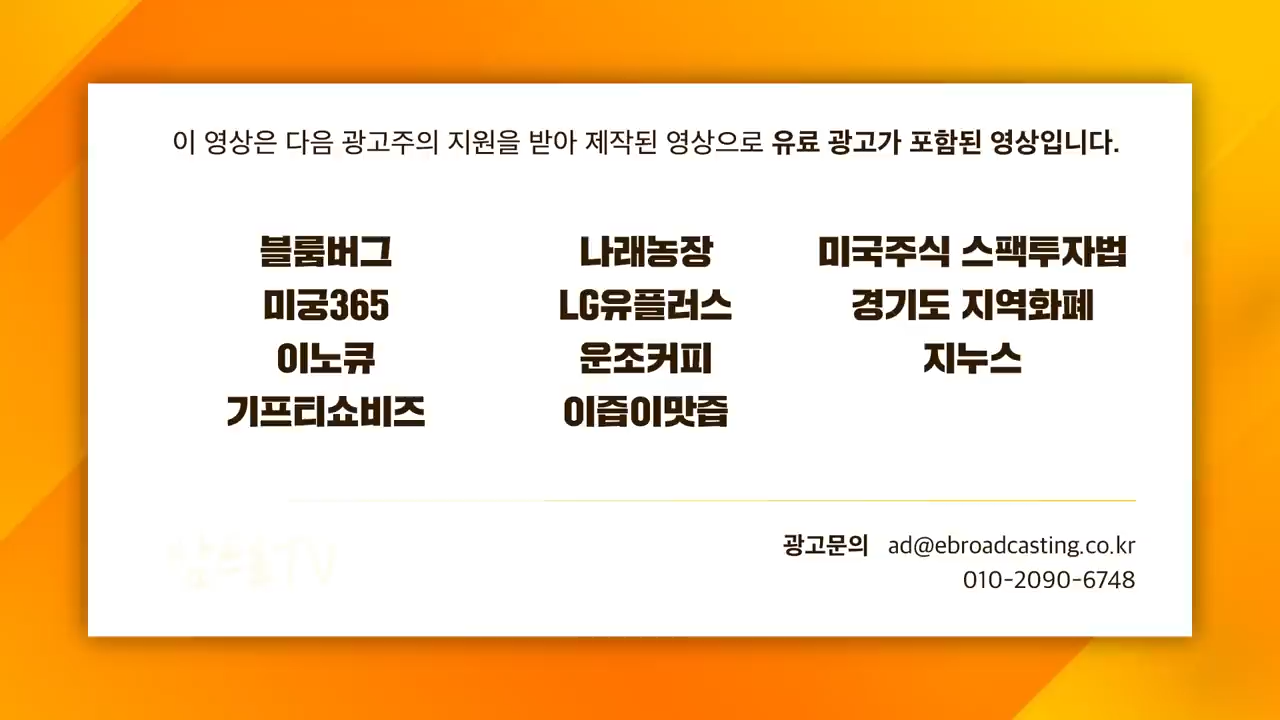 이 영상은 다음 광고주의 지원을 받아 제작된 영상으로 유료 광고가 포함된 영상입니다.
블룸버그 나래농장 미국주식 스팩투자법
미궁365 LG유플러스 경기도 지역화폐
이노큐 운조커피 지누스
기프티쇼비즈 이즙이맛즙
광고문의 ad@ebroadcasting.co.kr
010-2090-6748